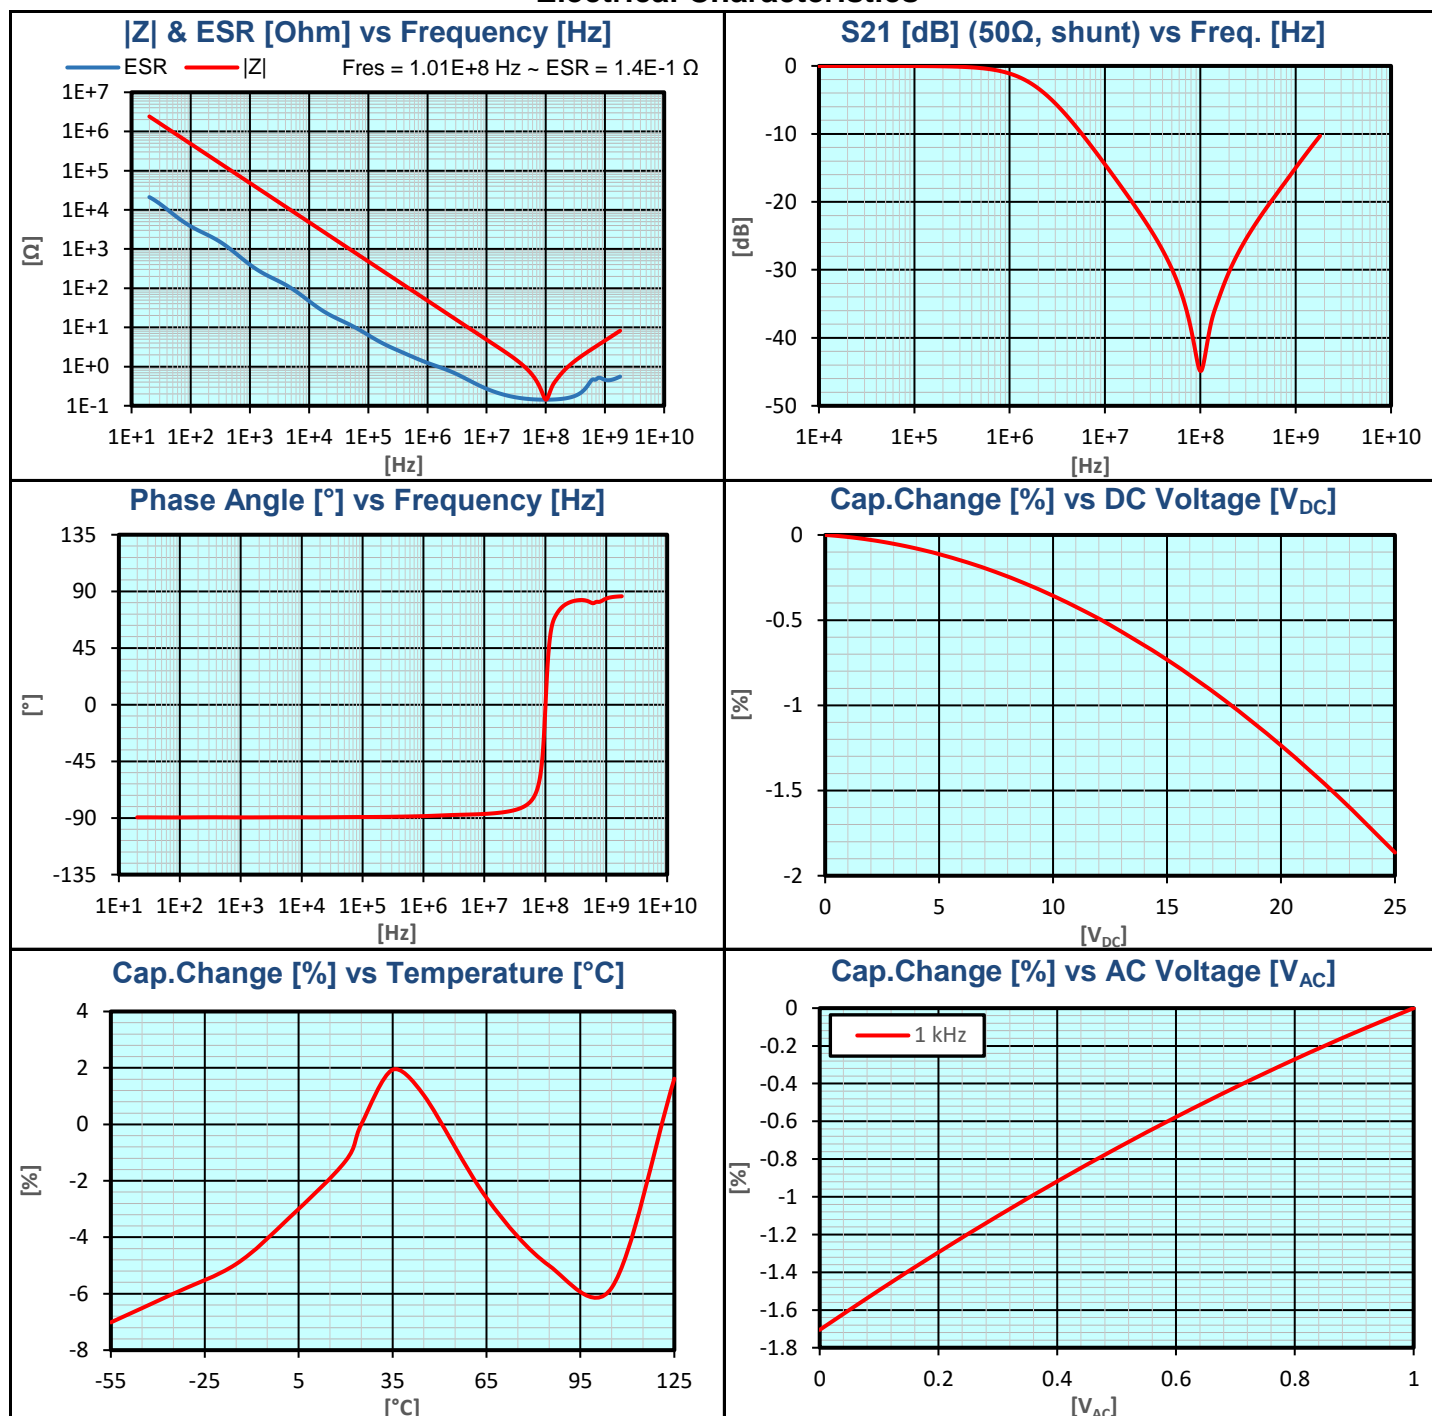 Electrical Characteristics
|Z| & ESR [Ohm] vs Frequency [Hz]
ESR |Z| Fres = 1.01E+8 Hz ~ ESR = 1.4E-1 Ω
1E+7
1E+6
1E+5
1E+4
1E+3
1E+2
1E+1
1E+0
1E-1
[Ω]
1E+1 1E+2 1E+3 1E+4 1E+5 1E+6 1E+7 1E+8 1E+9 1E+10
[Hz]
S21 [dB] (50Ω, shunt) vs Freq. [Hz]
0
-10
-20
-30
-40
-50
[dB]
1E+4 1E+5 1E+6 1E+7 1E+8 1E+9 1E+10
[Hz]
Phase Angle [°] vs Frequency [Hz]
135
90
45
0
-45
-90
-135
[°]
1E+1 1E+2 1E+3 1E+4 1E+5 1E+6 1E+7 1E+8 1E+9 1E+10
[Hz]
Cap.Change [%] vs DC Voltage [VDC]
0
-0.5
-1
-1.5
-2
[%]
0 5 10 15 20 25
[VDC]
Cap.Change [%] vs Temperature [°C]
4
2
0
-2
-4
-6
-8
[%]
-55 -25 5 35 65 95 125
[°C]
Cap.Change [%] vs AC Voltage [VAC]
1 kHz
0
-0.2
-0.4
-0.6
-0.8
-1
-1.2
-1.4
-1.6
-1.8
[%]
0 0.2 0.4 0.6 0.8 1
[VAC]